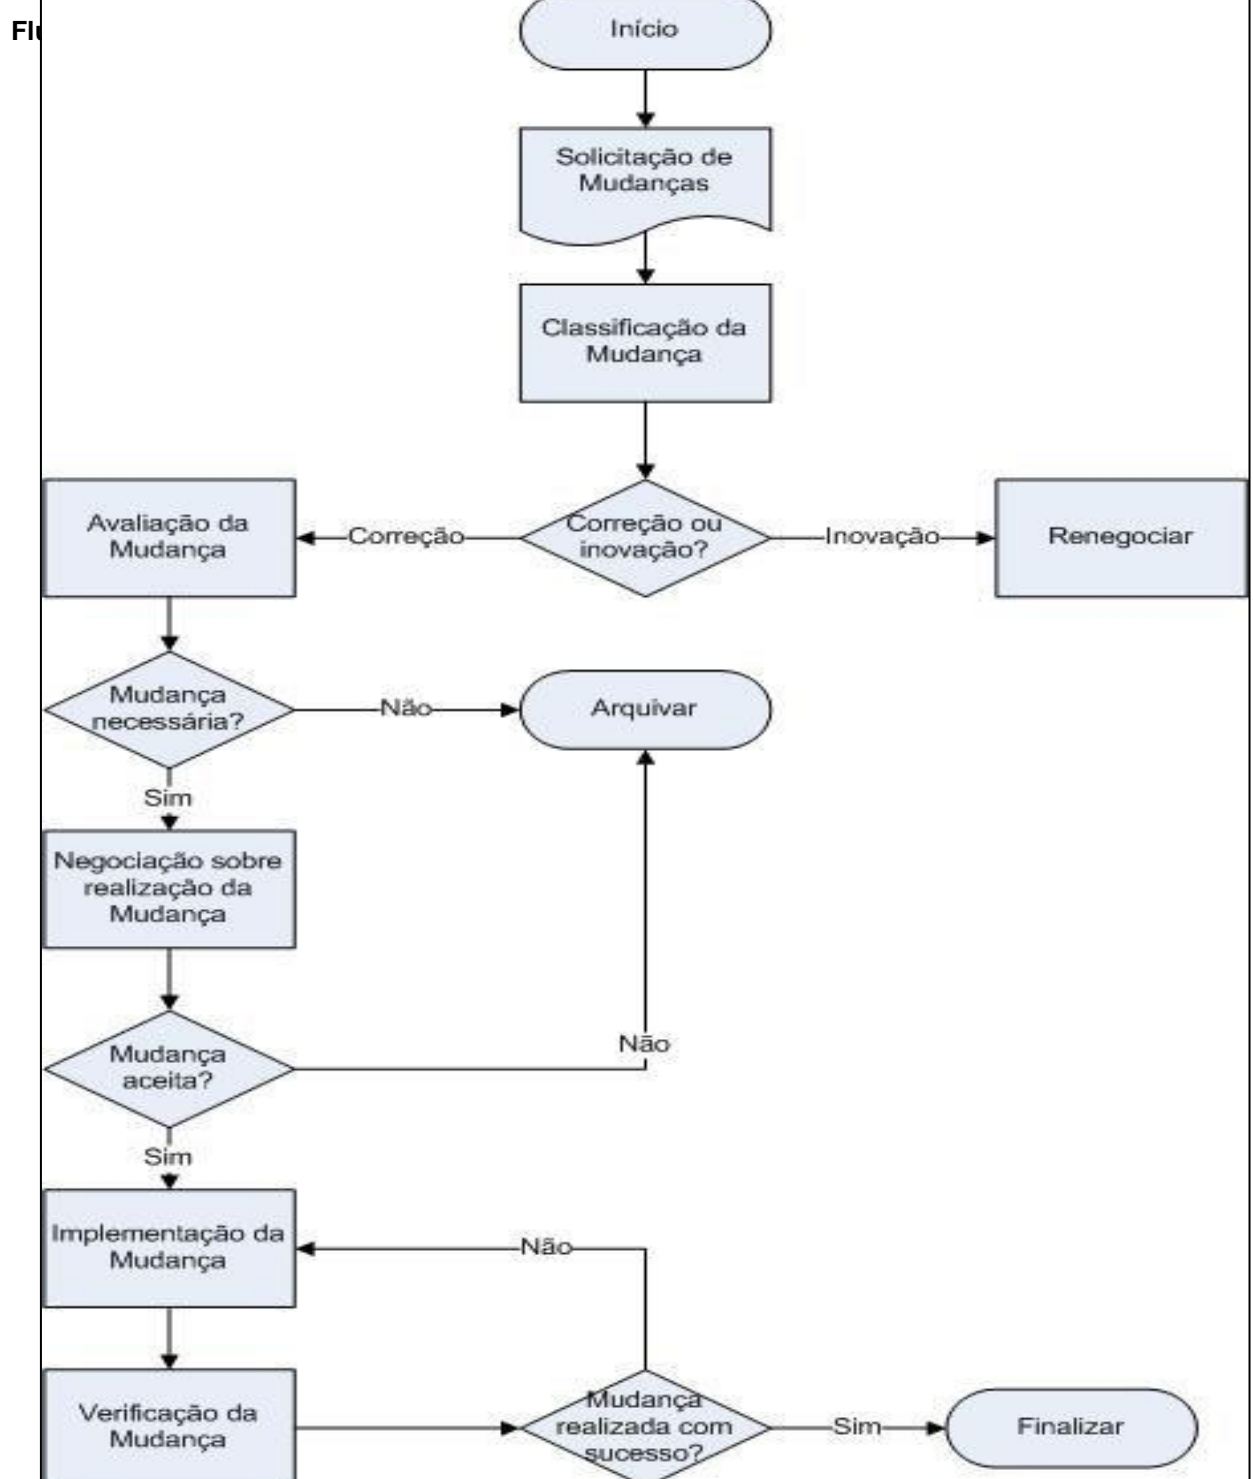 Início
Solicitação de
Mudanças
Classificação da
Mudança
Avaliação da
Mudança
Correção
Correção ou
inovação?
Inovação
Renegociar
Mudança
necessária?
Não
Arquivar
Sim
Negociação sobre
realização da
Mudança
Mudança
aceita?
Não
Sim
Implementação da
Mudança
Não
Verificação da
Mudança
Mudança
realizada com
sucesso?
Sim
Finalizar